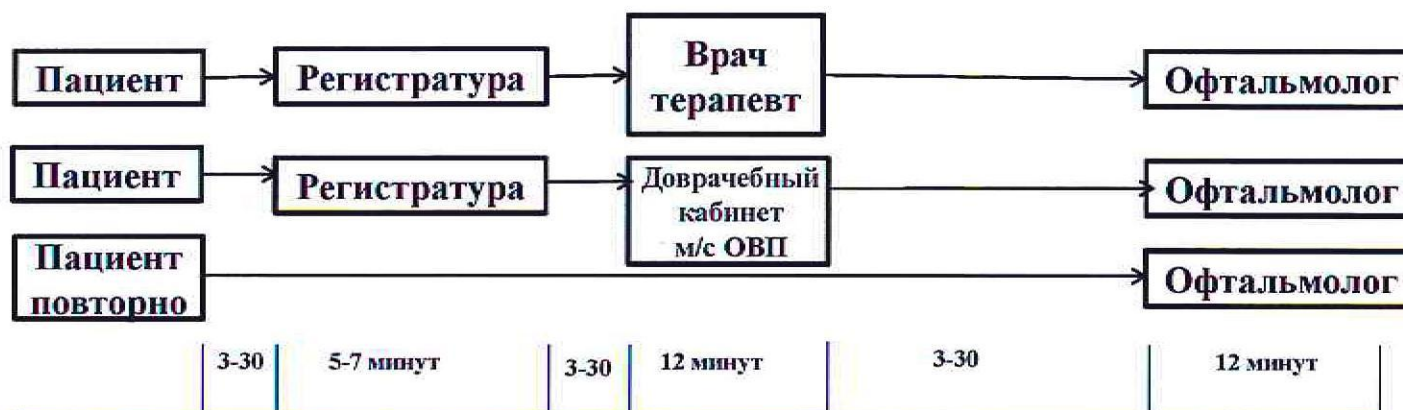 Пациент
Регистратура
Врач
терапевт
Офтальмолог
Пациент
Регистратура
Доврачебный
кабинет
м/с ОВП
Офтальмолог
Пациент
повторно
Офтальмолог
3-30
5-7 минут
3-30
12 минут
3-30
12 минут